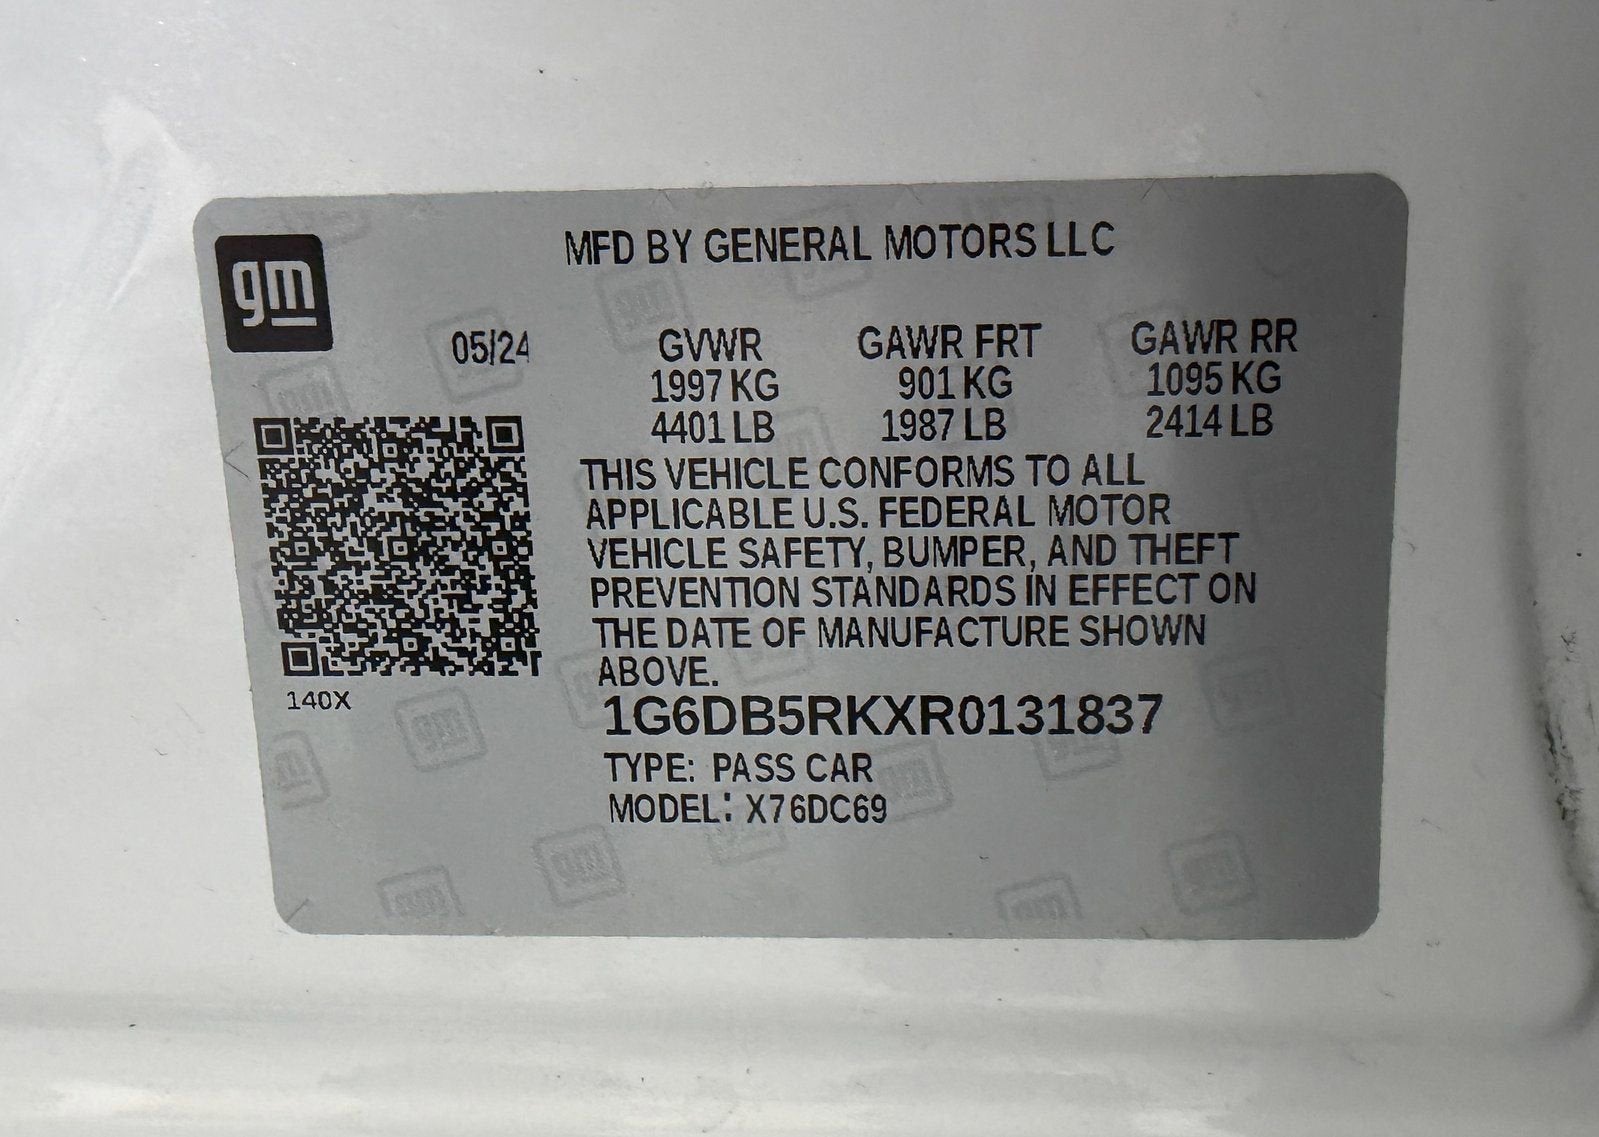 gm
MFD BY GENERAL MOTORS LLC
05/24
GVWR GAWR FRT GAWR RR
1997 KG 901 KG 1095 KG
4401 LB 1987 LB 2414 LB
THIS VEHICLE CONFORMS TO ALL
APPLICABLE U.S. FEDERAL MOTOR
VEHICLE SAFETY, BUMPER, AND THEFT
PREVENTION STANDARDS IN EFFECT ON
THE DATE OF MANUFACTURE SHOWN
ABOVE.
140X
1G6DB5RKXR0131837
TYPE: PASS CAR
MODEL: X76DC69